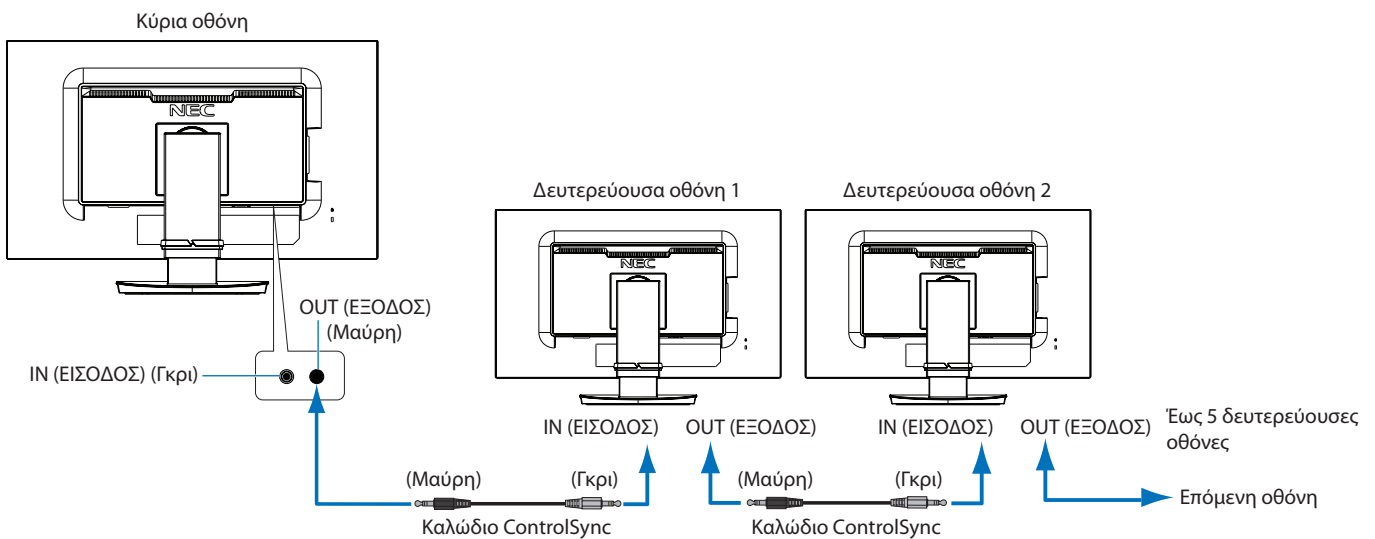 Κύρια οθόνη
NEC
Δευτερεύουσα οθόνη 1
Δευτερεύουσα οθόνη 2
NEC
NEC
OUT (ΕΞΟΔΟΣ)
(Μαύρη)
IN (ΕΙΣΟΔΟΣ) (Γκρι)
IN (ΕΙΣΟΔΟΣ)
OUT (ΕΞΟΔΟΣ)
IN (ΕΙΣΟΔΟΣ)
OUT (ΕΞΟΔΟΣ)
Έως 5 δευτερεύουσες
οθόνες
(Μαύρη)
(Γκρι)
(Μαύρη)
(Γκρι)
Επόμενη οθόνη
Καλώδιο ControlSync
Καλώδιο ControlSync